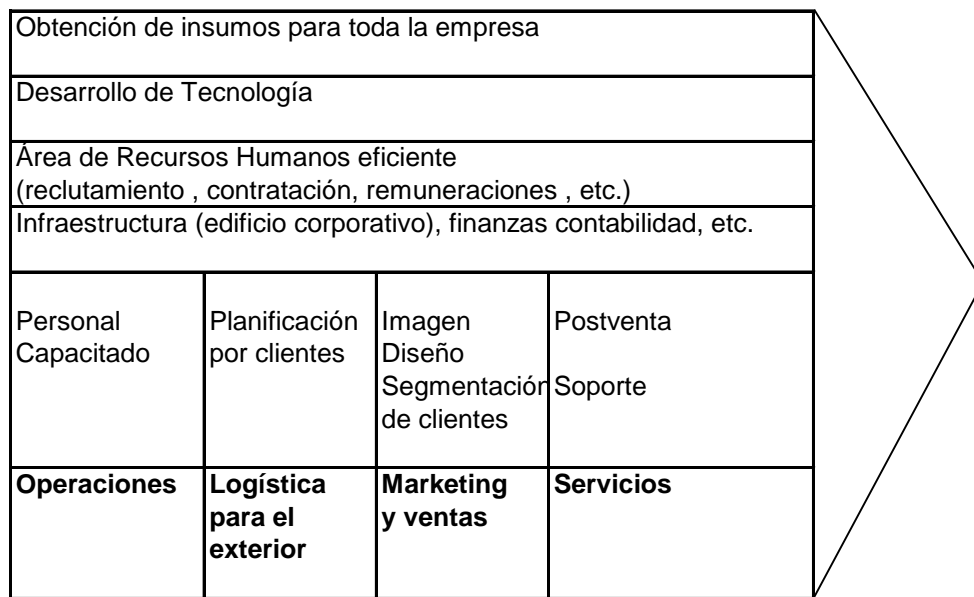 Obtención de insumos para toda la empresa
Desarrollo de Tecnología
Área de Recursos Humanos eficiente
(reclutamiento , contratación, remuneraciones , etc.)
Infraestructura (edificio corporativo), finanzas contabilidad, etc.
Personal
Capacitado
Planificación
por clientes
Imagen
Diseño
Segmentación
de clientes
Postventa
Soporte
Operaciones
Logística
para el
exterior
Marketing
y ventas
Servicios